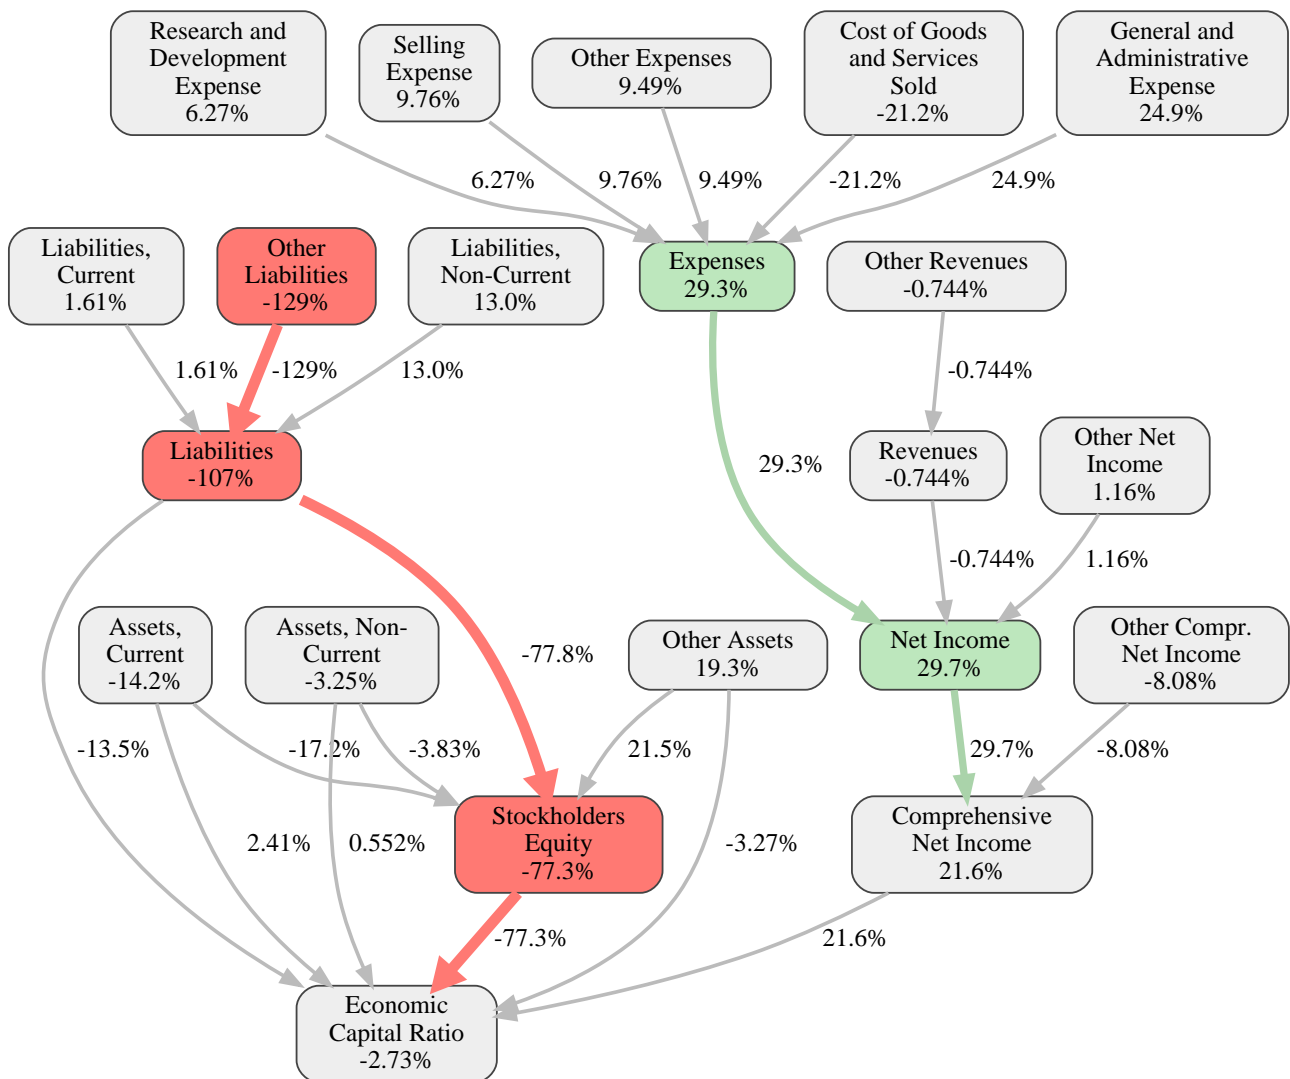 Research and
Development
Expense
6.27%
Selling
Expense
9.76%
Other Expenses
9.49%
Cost of Goods
and Services
Sold
-21.2%
General and
Administrative
Expense
24.9%
6.27%
9.76%
9.49%
-21.2%
24.9%
Liabilities,
Current
1.61%
Other
Liabilities
-129%
Liabilities,
Non-Current
13.0%
Expenses
29.3%
Other Revenues
-0.744%
1.61%
-129%
13.0%
-0.744%
Liabilities
-107%
29.3%
Revenues
-0.744%
Other Net
Income
1.16%
-0.744%
1.16%
Assets,
Current
-14.2%
Assets, Non-
Current
-3.25%
-77.8%
Other Assets
19.3%
Net Income
29.7%
Other Compr.
Net Income
-8.08%
-13.5%
-17.2%
-3.83%
21.5%
29.7%
-8.08%
2.41%
0.552%
Stockholders
Equity
-77.3%
-3.27%
Comprehensive
Net Income
21.6%
-77.3%
21.6%
Economic
Capital Ratio
-2.73%